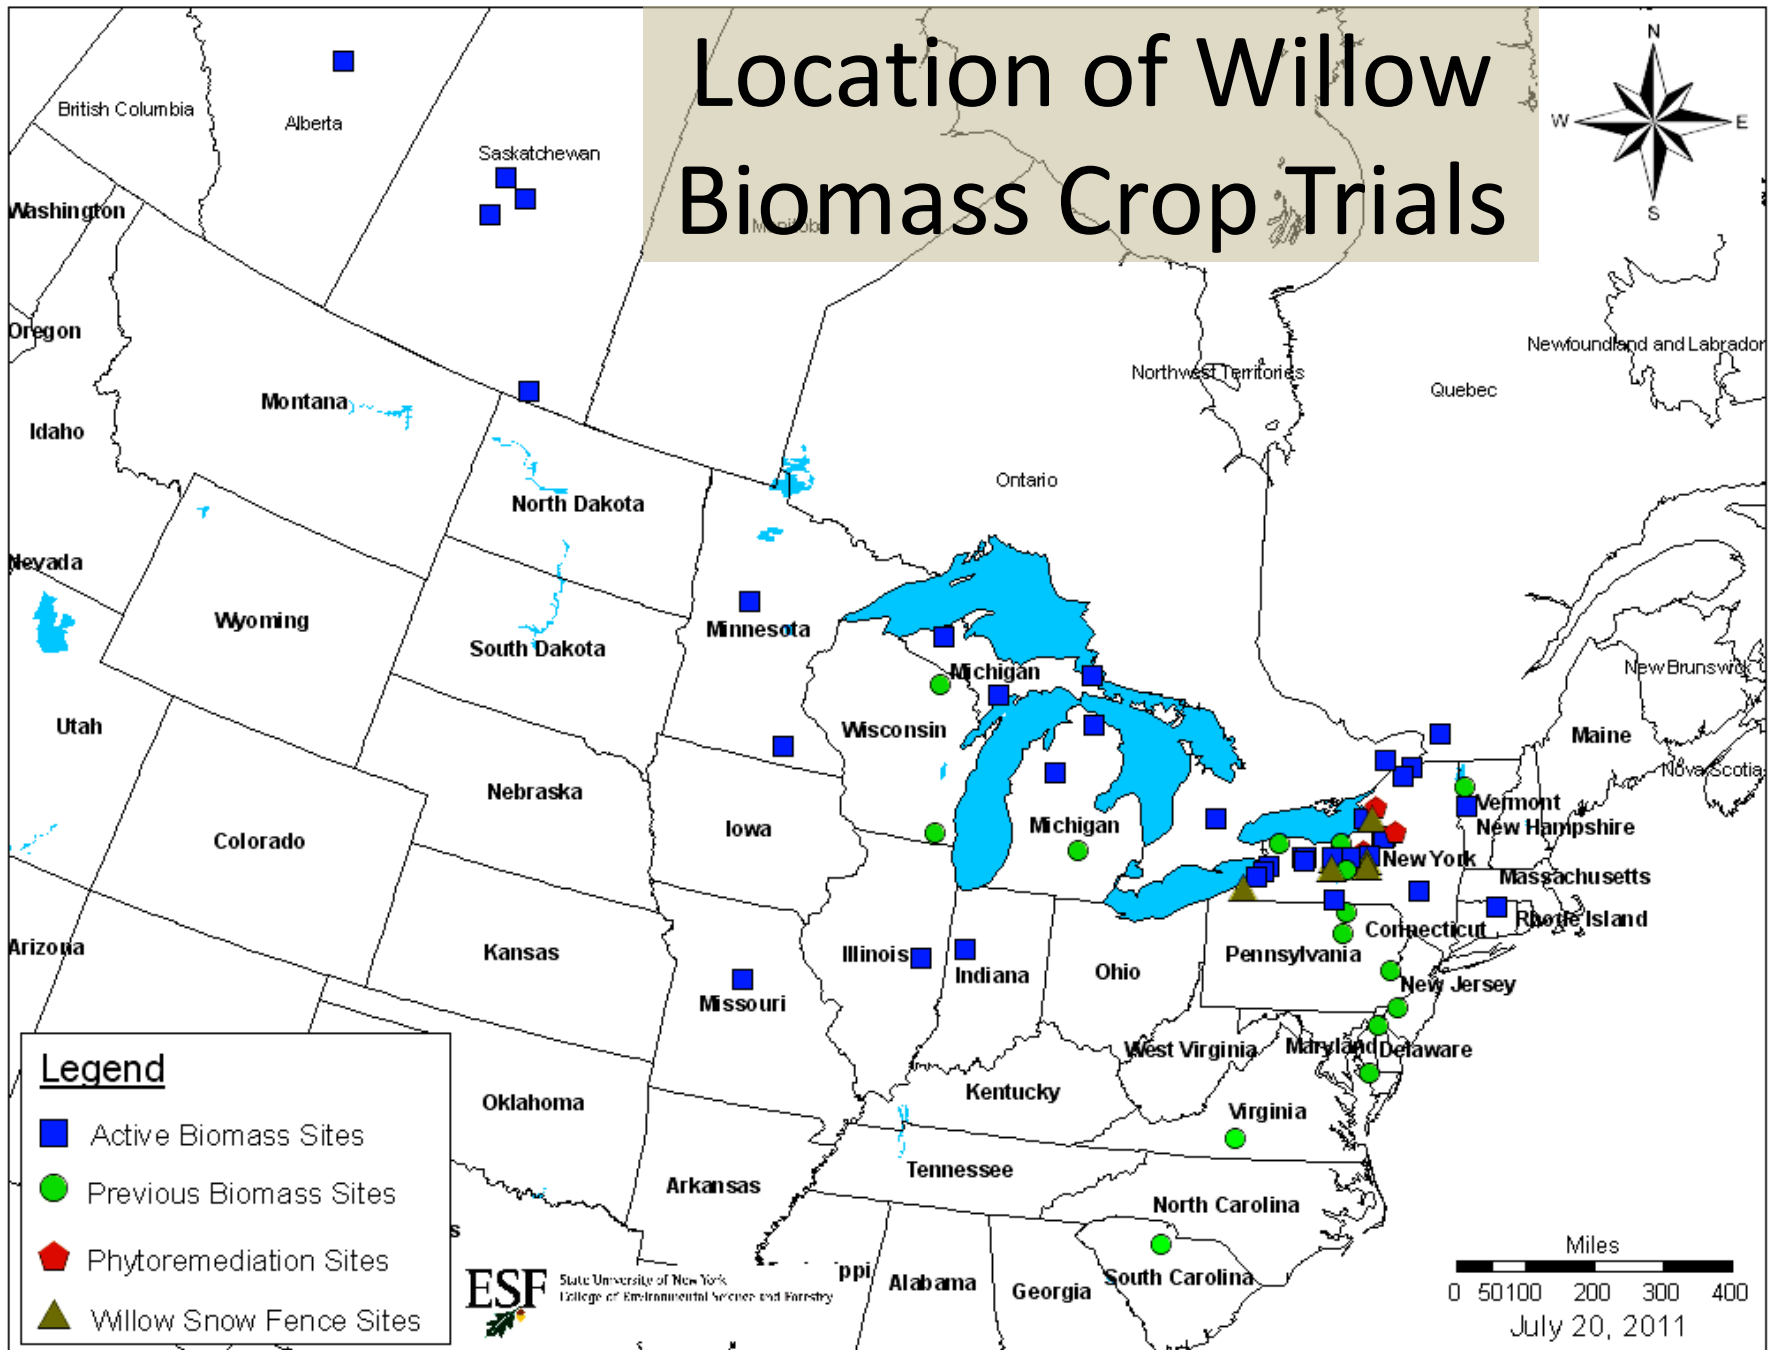 Location of Willow
Biomass Crop Trials
N
W
E
S
British Columbia
Alberta
Saskatchewan
Manitoba
Washington
Oregon
Newfoundland and Labrador
Northwest Territories
Quebec
Montana
Idaho
Ontario
North Dakota
Nevada
Wyoming
Minnesota
South Dakota
Michigan
New Brunswick
Utah
Wisconsin
Maine
Nova Scotia
Nebraska
Vermont
Iowa
Michigan
New Hampshire
Colorado
New York
Massachusetts
Rhode Island
Connecticut
Arizona
Kansas
Illinois
Indiana
Ohio
Pennsylvania
New Jersey
Missouri
West Virginia
Maryland
Delaware
Kentucky
Oklahoma
Virginia
Tennessee
Arkansas
North Carolina
s
ppi
Alabama
Georgia
South Carolina
Legend
Active Biomass Sites
Previous Biomass Sites
Phytoremediation Sites
Willow Snow Fence Sites
ESF
State University of New York
College of Environmental Science and Forestry
Miles
0 50 100 200 300 400
July 20, 2011